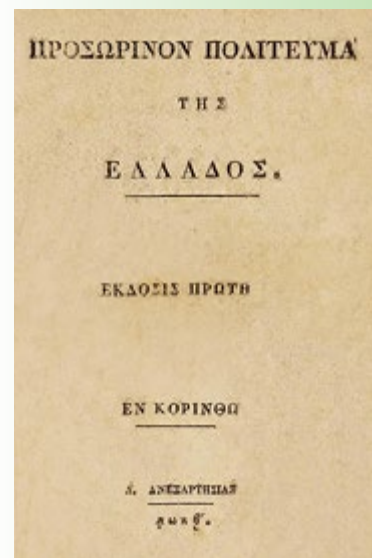 ΠΡΟΣΩΡΙΝΟΝ ΠΟΛΙΤΕΥΜΑ
ΤΗΣ
ΕΛΛΑΔΟΣ.
ΕΚΔΟΣΙΣ ΠΡΩΤΗ
ΕΝ ΚΟΡΙΝΘΩ
ΑΝΕΞΑΡΤΗΣΙΑΣ